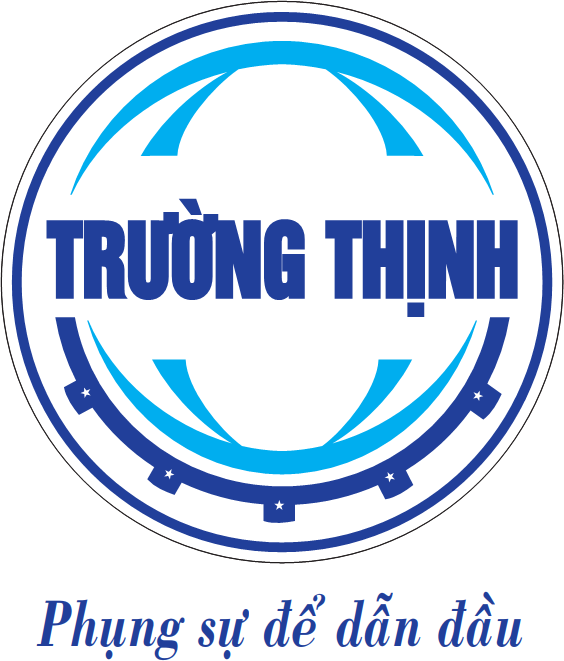 TRƯỜNG THỊNH
Phụng sự để dẫn đầu